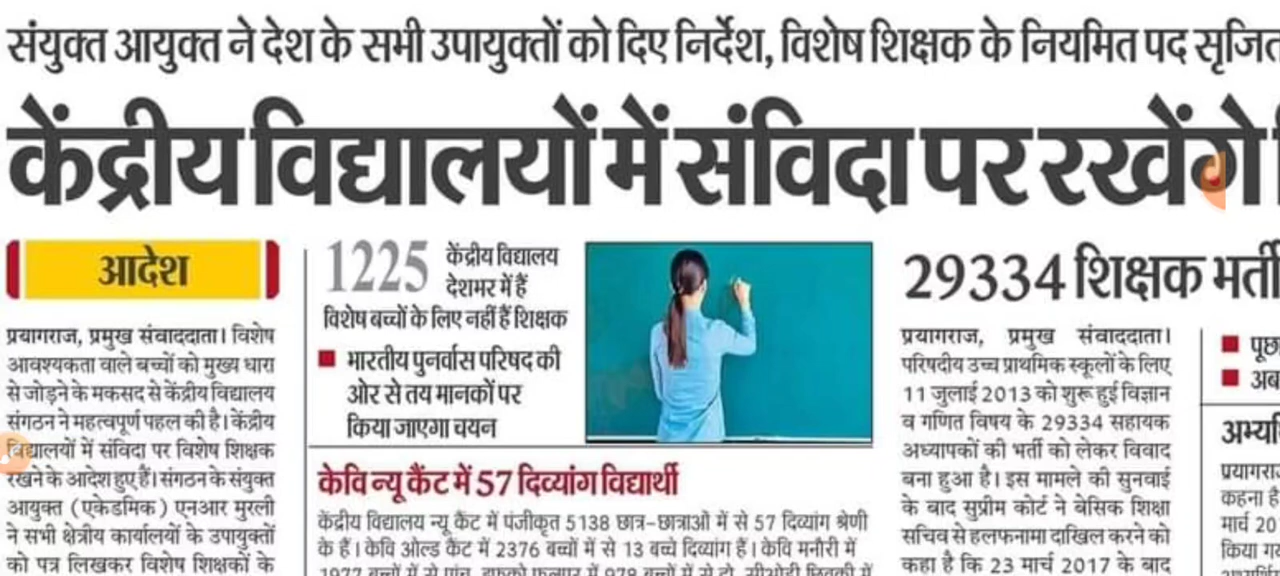 संयुक्त आयुक्त ने देश के सभी उपायुक्तों को दिए निर्देश, विशेष शिक्षक के नियमित पद सृजित
केंद्रीय विद्यालयों में संविदा पर रखेंगे
आदेश
प्रयागराज, प्रमुख संवाददाता। विशेष
आवश्यकता वाले बच्चों को मुख्य धारा
से जोड़ने के मकसद से केंद्रीय विद्यालय
संगठन ने महत्वपूर्ण पहल की है। केंद्रीय
विद्यालयों में संविदा पर विशेष शिक्षक
रखने के आदेश हुए हैं। संगठन के संयुक्त
आयुक्त (एकेडमिक) एनआर मुरली
ने सभी क्षेत्रीय कार्यालयों के उपायुक्तों
को पत्र लिखकर विशेष शिक्षकों के
1225 केंद्रीय विद्यालय
देशभर में हैं
विशेष बच्चों के लिए नहीं हैं शिक्षक
भारतीय पुनर्वास परिषद की
ओर से तय मानकों पर
किया जाएगा चयन
केवि न्यू कैंट में 57 दिव्यांग विद्यार्थी
केंद्रीय विद्यालय न्यू कैंट में पंजीकृत 5138 छात्र-छात्राओं में से 57 दिव्यांग श्रेणी
के हैं। केवि ओल्ड कैंट में 2376 बच्चों में से 13 बच्चे दिव्यांग हैं। केवि मनौरी में
29334 शिक्षक भर्ती
प्रयागराज, प्रमुख संवाददाता।
परिषदीय उच्च प्राथमिक स्कूलों के लिए
11 जुलाई 2013 को शुरू हुई विज्ञान
व गणित विषय के 29334 सहायक
अध्यापकों की भर्ती को लेकर विवाद
बना हुआ है। इस मामले की सुनवाई
के बाद सुप्रीम कोर्ट ने बेसिक शिक्षा
सचिव से हलफनामा दाखिल करने को
कहा है कि 23 मार्च 2017 के बाद
पूछ
अब
अभ्य
प्रयागरा
कहना है
मार्च 20
किया गय